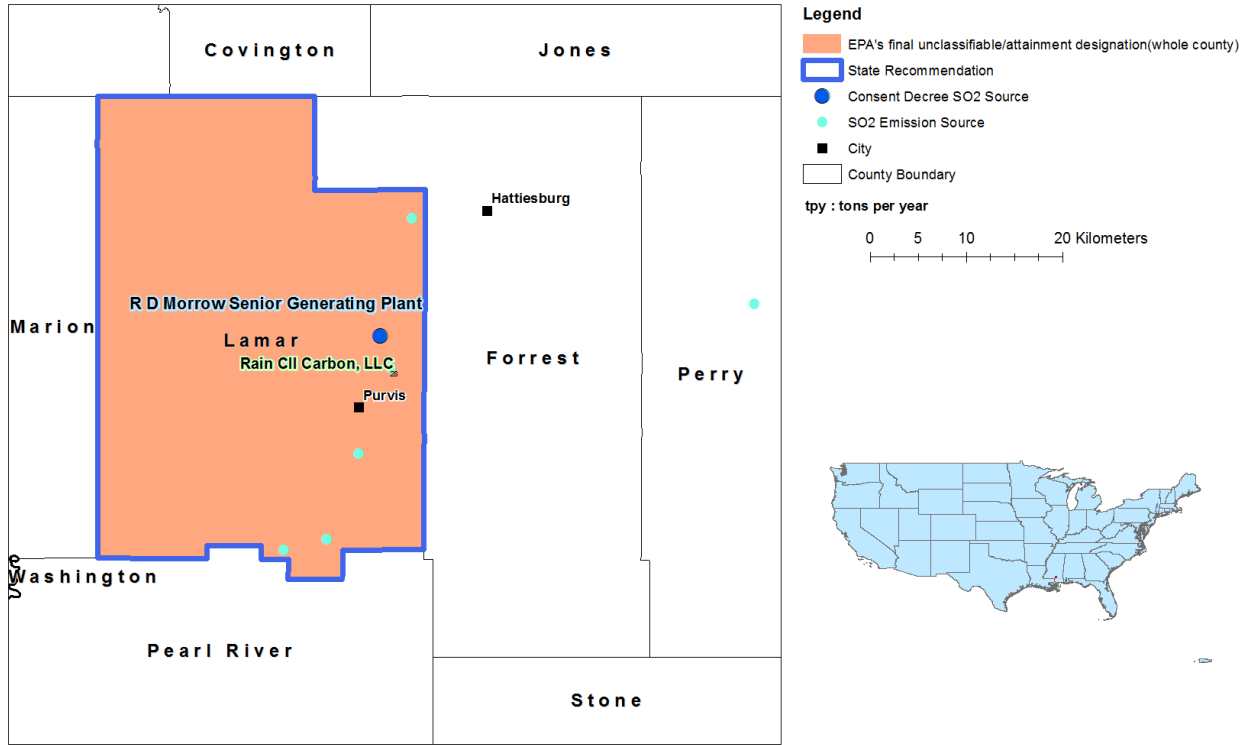 Covington
Jones
Hattiesburg
R D Morrow Senior Generating Plant
Marion
Lamar
Rain CII Carbon, LLC
28
Forrest
Perry
Purvis
Washington
Pearl River
Stone
Legend
EPA's final unclassifiable/attainment designation(whole county)
State Recommendation
Consent Decree SO2 Source
SO2 Emission Source
City
County Boundary
tpy : tons per year
0 5 10 20 Kilometers